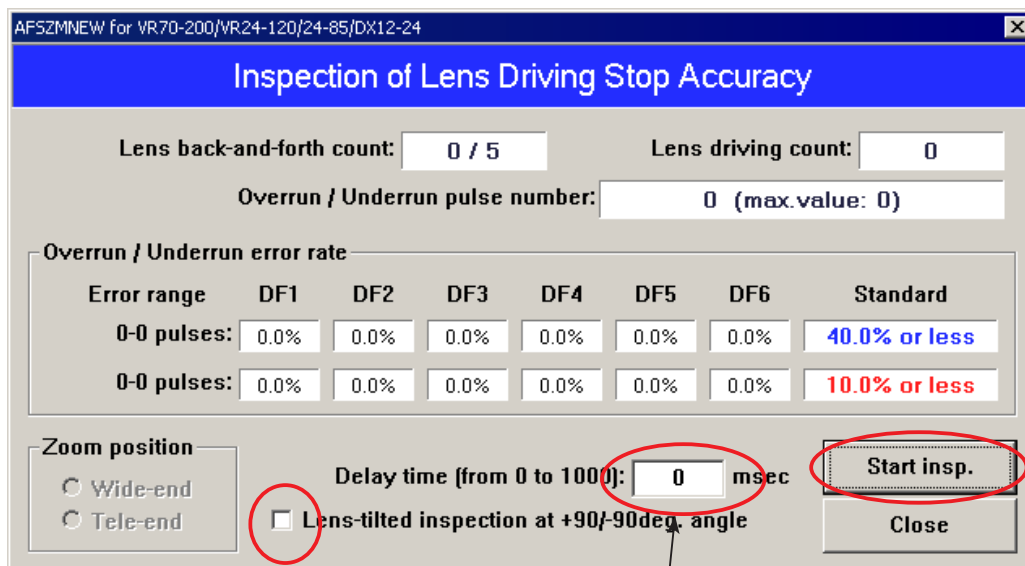 AFSZMNEW for VR70-200/VR24-120/24-85/DX12-24
Inspection of Lens Driving Stop Accuracy
Lens back-and-forth count: 0 / 5 Lens driving count: 0
Overrun / Underrun pulse number: 0 (max.value: 0)
Overrun / Underrun error rate
Error range DF1 DF2 DF3 DF4 DF5 DF6 Standard
0-0 pulses: 0.0% 0.0% 0.0% 0.0% 0.0% 0.0% 40.0% or less
0-0 pulses: 0.0% 0.0% 0.0% 0.0% 0.0% 0.0% 10.0% or less
Zoom position
Wide-end
Tele-end
Delay time (from 0 to 1000): 0 msec
Lens-tilted inspection at +90/-90deg. angle
Start insp.
Close